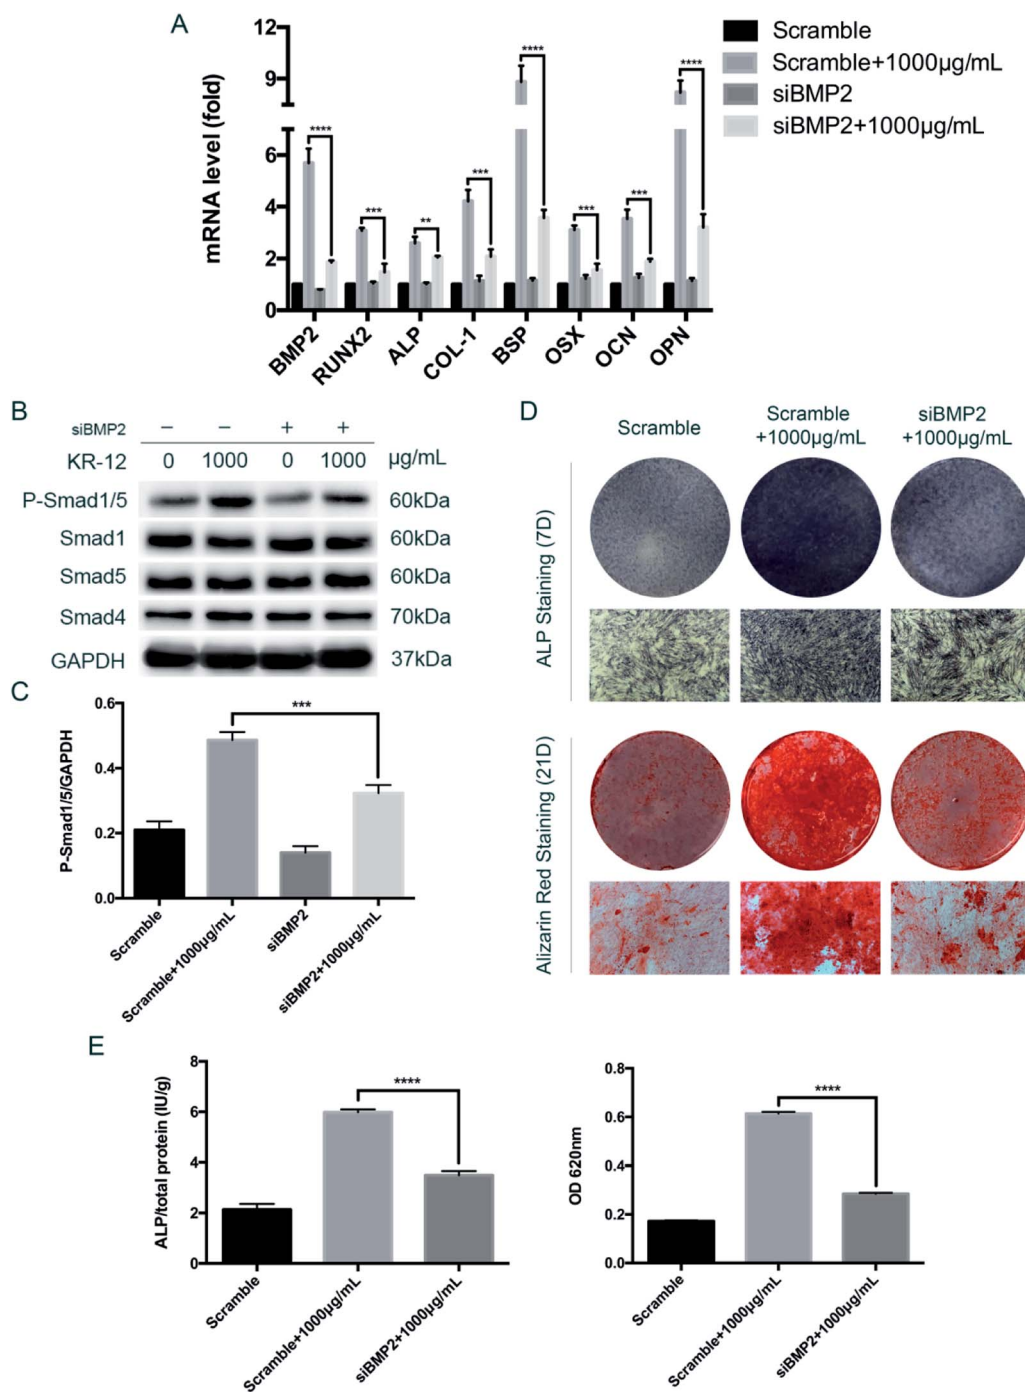 A
12
9
6
4
2
0
mRNA level (fold)
****
***
**
***
****
***
***
****
BMP2
RUNX2
ALP
COL-1
BSP
OSX
OCN
OPN
Scramble
Scramble+1000μg/mL
siBMP2
siBMP2+1000μg/mL
B
siBMP2 – – + +
KR-12 0 1000 0 1000 μg/mL
P-Smad1/5 60kDa
Smad1 60kDa
Smad5 60kDa
Smad4 70kDa
GAPDH 37kDa
C
P-Smad1/5/GAPDH
0.6
0.4
0.2
0.0
***
Scramble
Scramble+1000μg/mL
siBMP2
siBMP2+1000μg/mL
D
Scramble
Scramble
+1000μg/mL
siBMP2
+1000μg/mL
ALP Staining (7D)
Alizarin Red Staining (21D)
E
ALP/total protein (IU/g)
8
6
4
2
0
****
Scramble
Scramble+1000μg/mL
siBMP2+1000μg/mL
OD 620nm
0.8
0.6
0.4
0.2
0.0
****
Scramble
Scramble+1000μg/mL
siBMP2+1000μg/mL